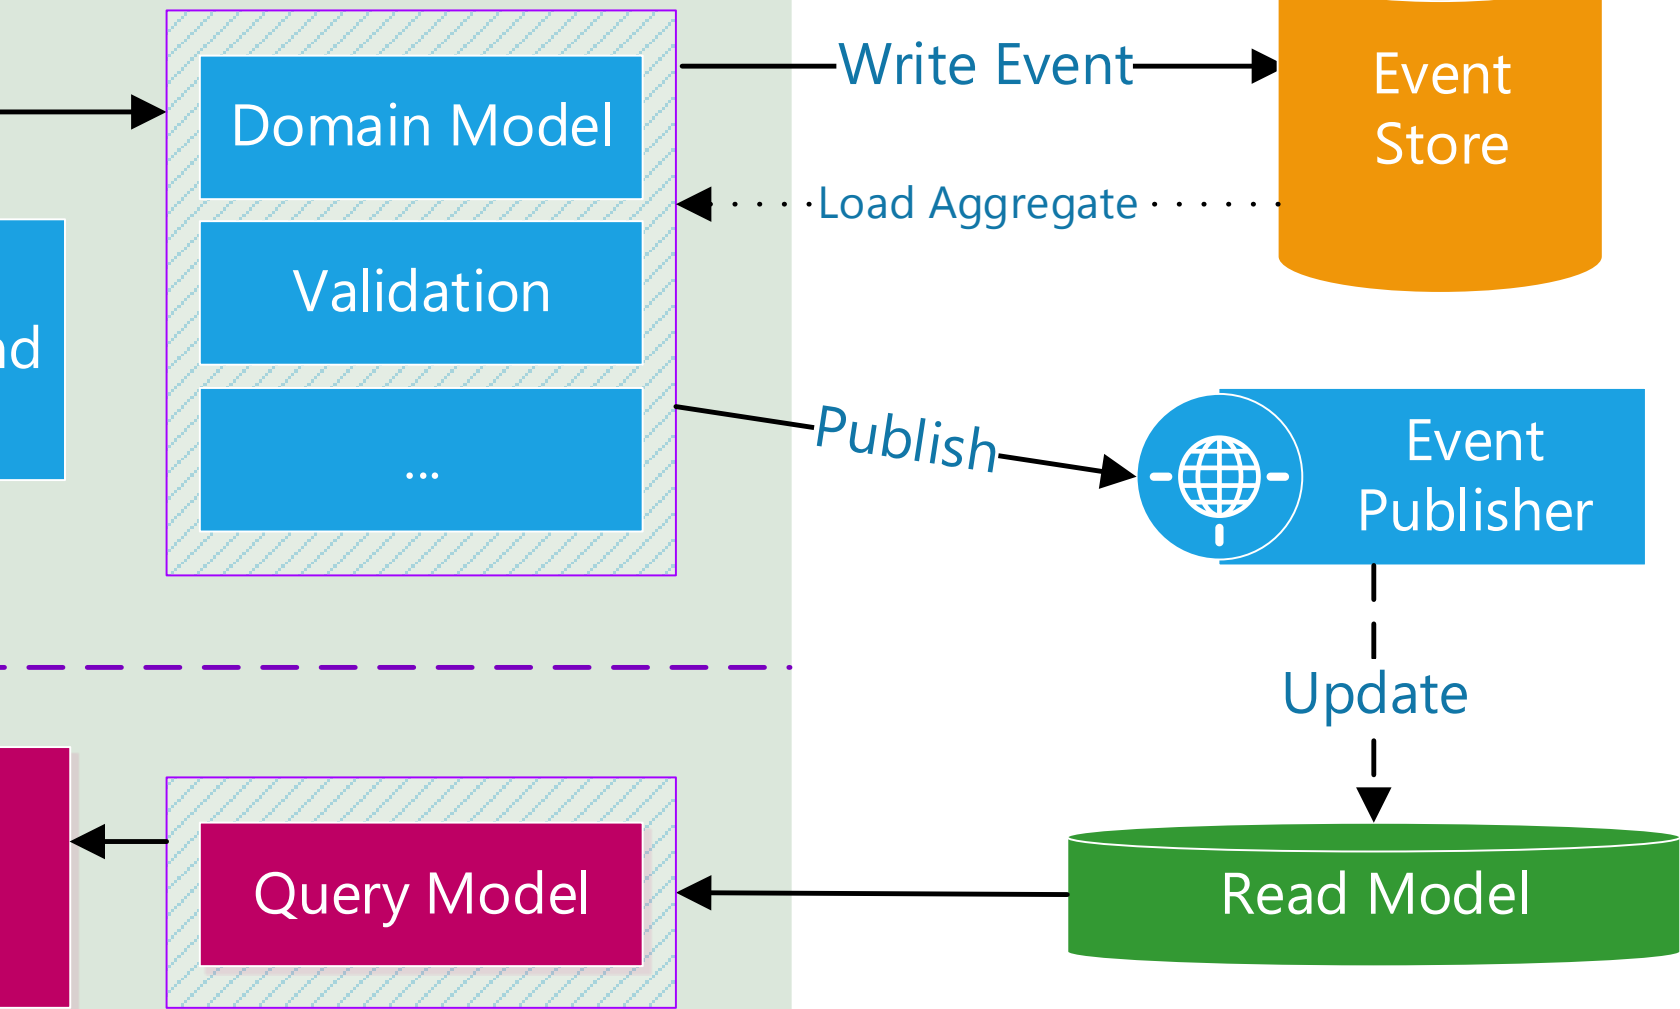 Domain Model
Validation
...
nd
Write Event
Load Aggregate
Publish
Event
Store
Event
Publisher
Update
Query Model
Read Model